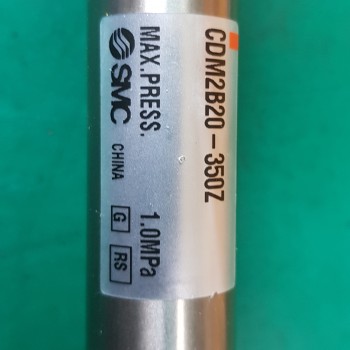 CDM2B20-350Z
MAX.PRESS. 1.0MPa
SMC CHINA G RS